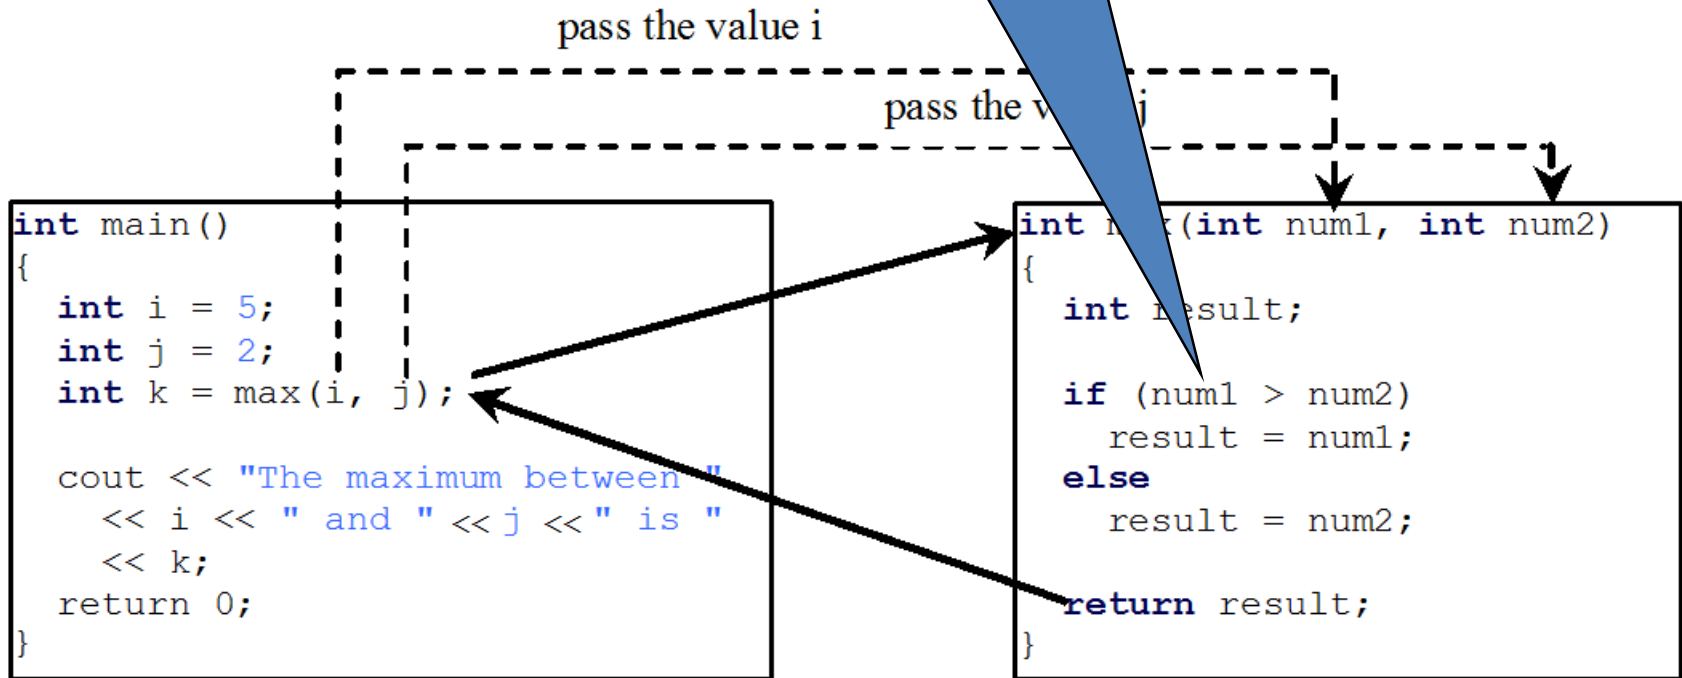 pass the value i
pass the v j
int main()
{
int i = 5;
int j = 2;
int k = max(i, j);
cout << "The maximum between "
<< i << " and " << j << " is "
<< k;
return 0;
}
int (int num1, int num2)
{
int result;
if (num1 > num2)
result = num1;
else
result = num2;
return result;
}